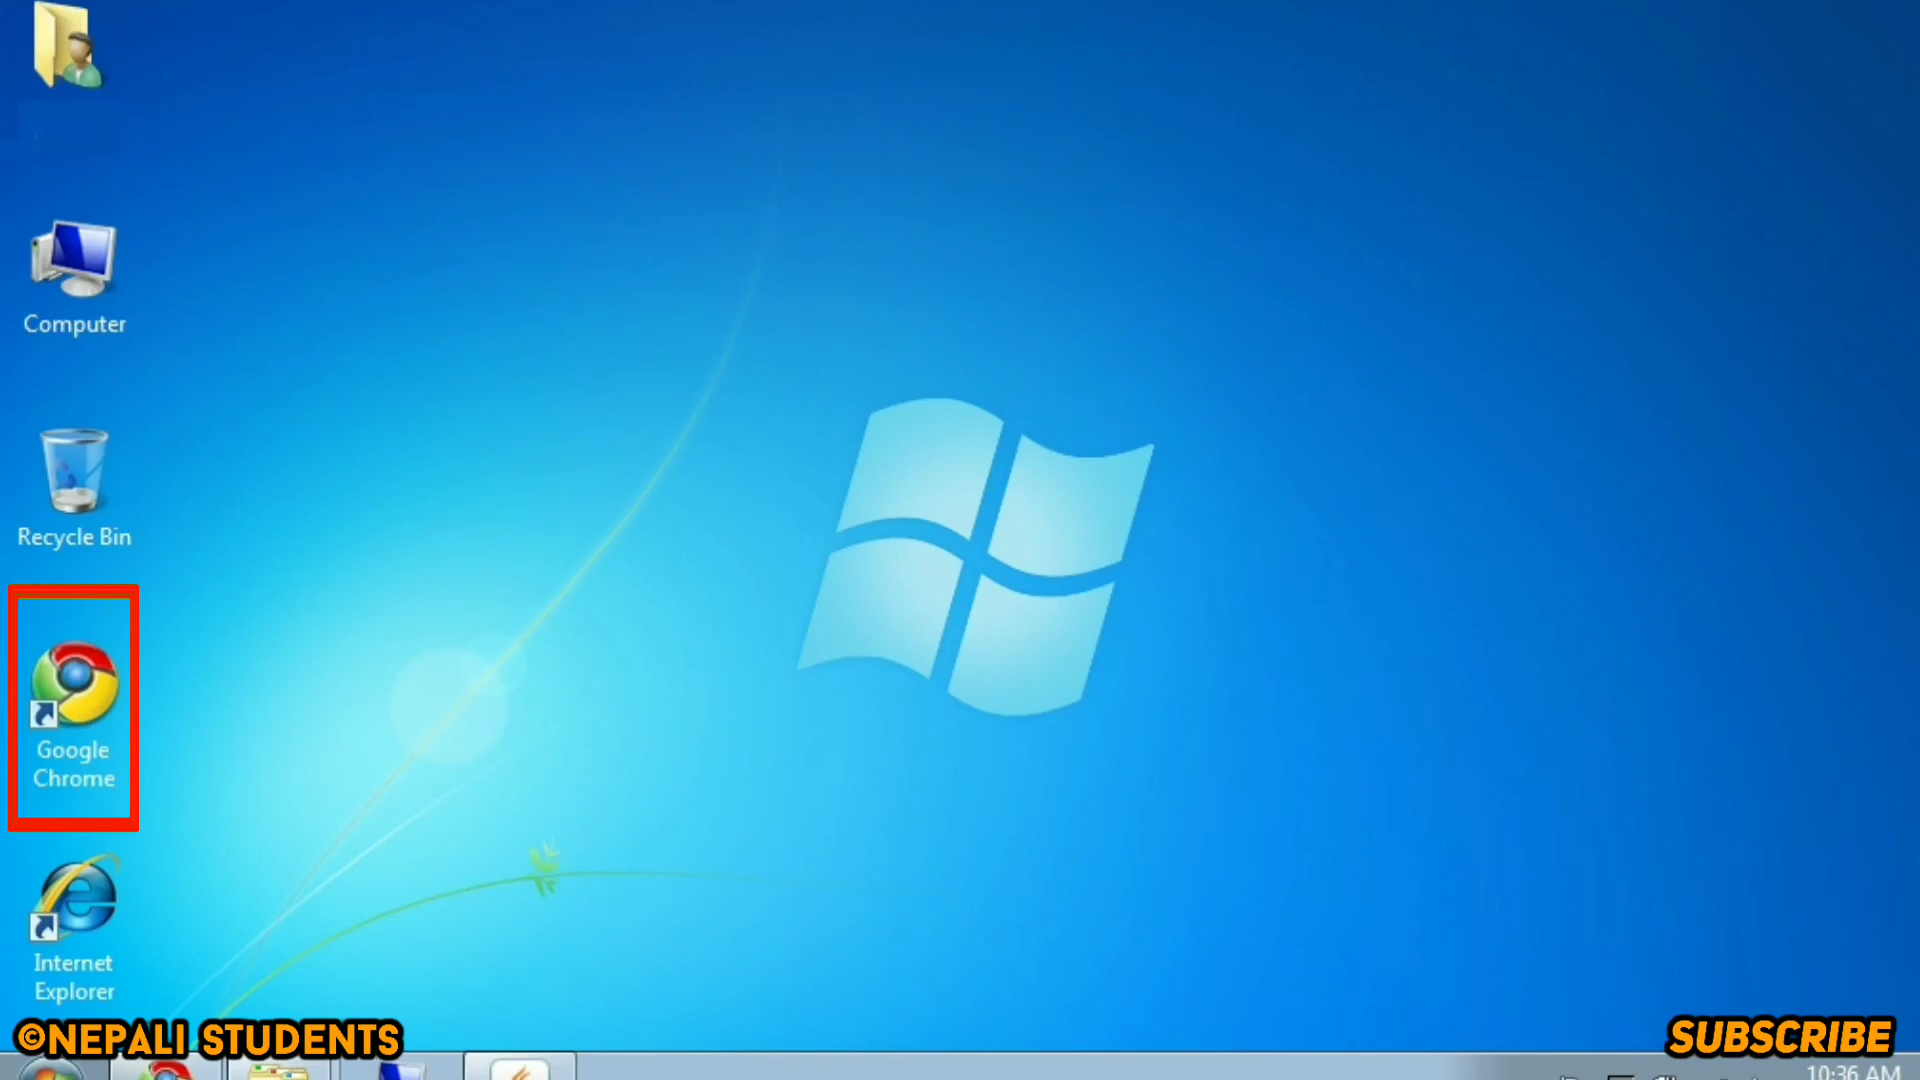 Computer
Recycle Bin
Google
Chrome
Internet
Explorer
©NEPALI STUDENTS
SUBSCRIBE
10:36 AM